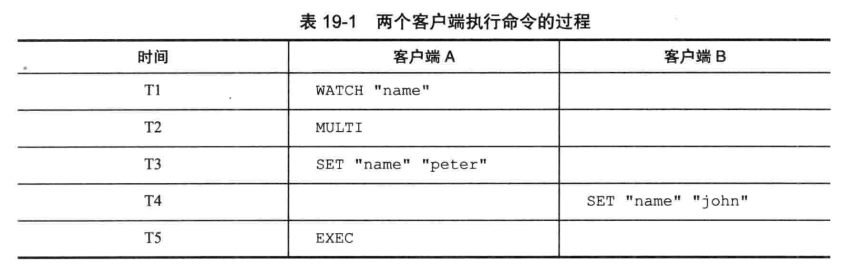 表 19-1 两个客户端执行命令的过程
时间 客户端 A 客户端 B
T1 WATCH "name"
T2 MULTI
T3 SET "name" "peter"
T4 SET "name" "john"
T5 EXEC